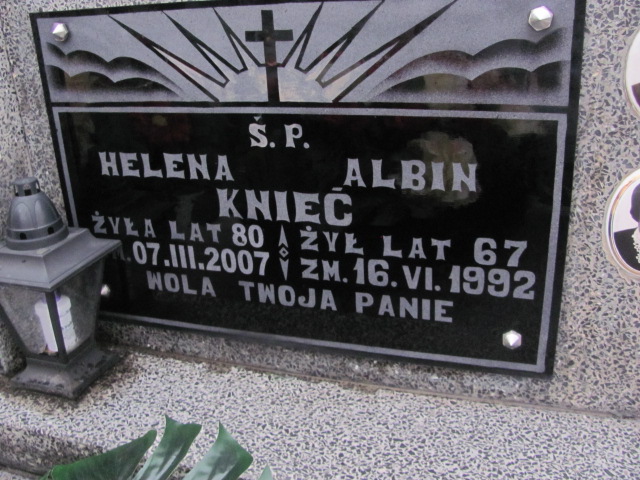 Ś. P.
HELENA ALBIN
KNIEĆ
ŻYŁA LAT 80 ŻYŁ LAT 67
M. 07.III.2007 ZM. 16.VI.1992
WOLA TWOJA PANIE